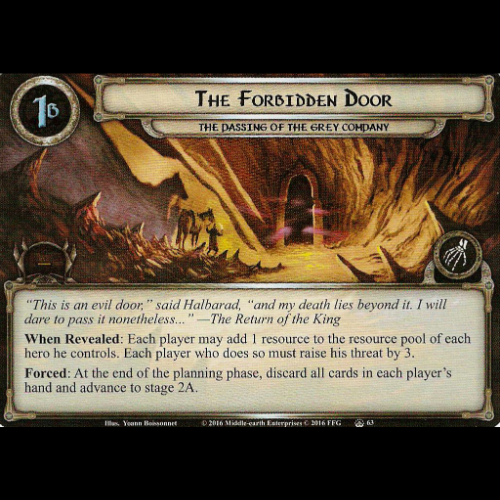 1B
THE FORBIDDEN DOOR
THE PASSING OF THE GREY COMPANY
“This is an evil door,” said Halbarad, “and my death lies beyond it. I will
dare to pass it nonetheless...” —The Return of the King
When Revealed: Each player may add 1 resource to the resource pool of each
hero he controls. Each player who does so must raise his threat by 3.
Forced: At the end of the planning phase, discard all cards in each player’s
hand and advance to stage 2A.
Illus. Yoann Boissonnet © 2016 Middle-earth Enterprises © 2016 FFG 63